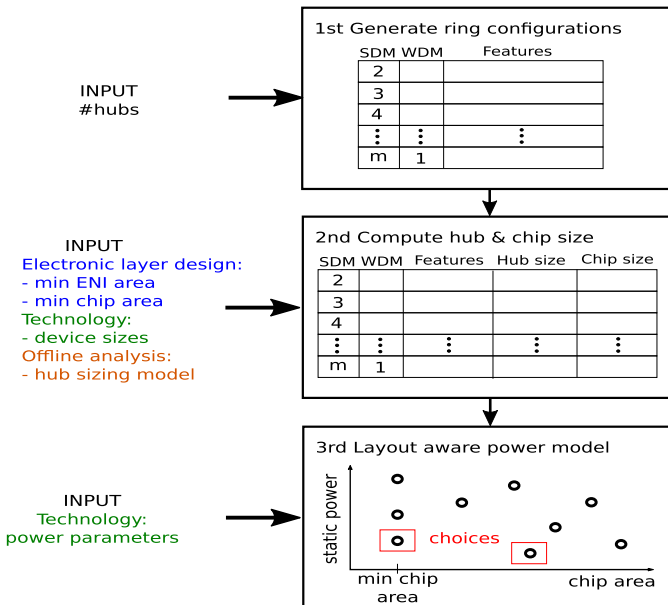 1st Generate ring configurations
SDM WDM Features
2
3
4
m 1
INPUT
#hubs
2nd Compute hub & chip size
SDM WDM Features Hub size Chip size
2
3
4
m 1
INPUT
Electronic layer design:
- min ENI area
- min chip area
Technology:
- device sizes
Offline analysis:
- hub sizing model
3rd Layout aware power model
static power
choices
min chip
area
chip area
INPUT
Technology:
power parameters